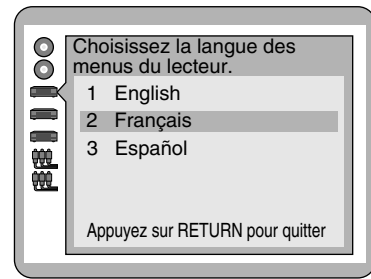 Choisissez la langue des
menus du lecteur.
1 English
2 Français
3 Español
Appuyez sur RETURN pour quitter